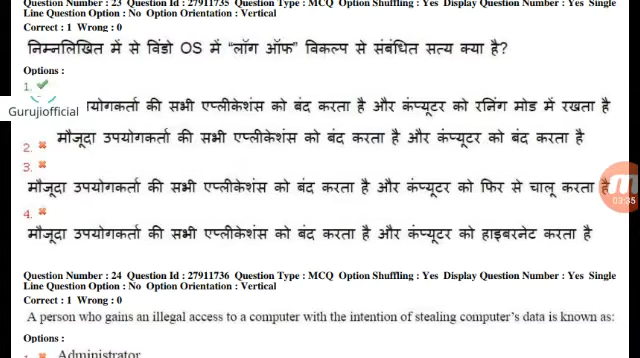 Question Number : 23 Question Id : 27911735 Question Type : MCQ Option Shuffling : Yes Display Question Number : Yes Single
Line Question Option : No Option Orientation : Vertical
Correct : 1 Wrong : 0
निम्नलिखित में से विंडो OS में “लॉग ऑफ” विकल्प से संबंधित सत्य क्या है?
Options :
1.
Gurujiofficial
योगकर्ता की सभी एप्लीकेशंस को बंद करता है और कंप्यूटर को रनिंग मोड में रखता है
2. मौजूदा उपयोगकर्ता की सभी एप्लीकेशंस को बंद करता है और कंप्यूटर को बंद करता है
3.
मौजूदा उपयोगकर्ता की सभी एप्लीकेशंस को बंद करता है और कंप्यूटर को फिर से चालू करता है
02:35
4.
मौजूदा उपयोगकर्ता की सभी एप्लीकेशंस को बंद करता है और कंप्यूटर को हाइबरनेट करता है
Question Number : 24 Question Id : 27911736 Question Type : MCQ Option Shuffling : Yes Display Question Number : Yes Single
Line Question Option : No Option Orientation : Vertical
Correct : 1 Wrong : 0
A person who gains an illegal access to a computer with the intention of stealing computer's data is known as:
Options :
Administrator